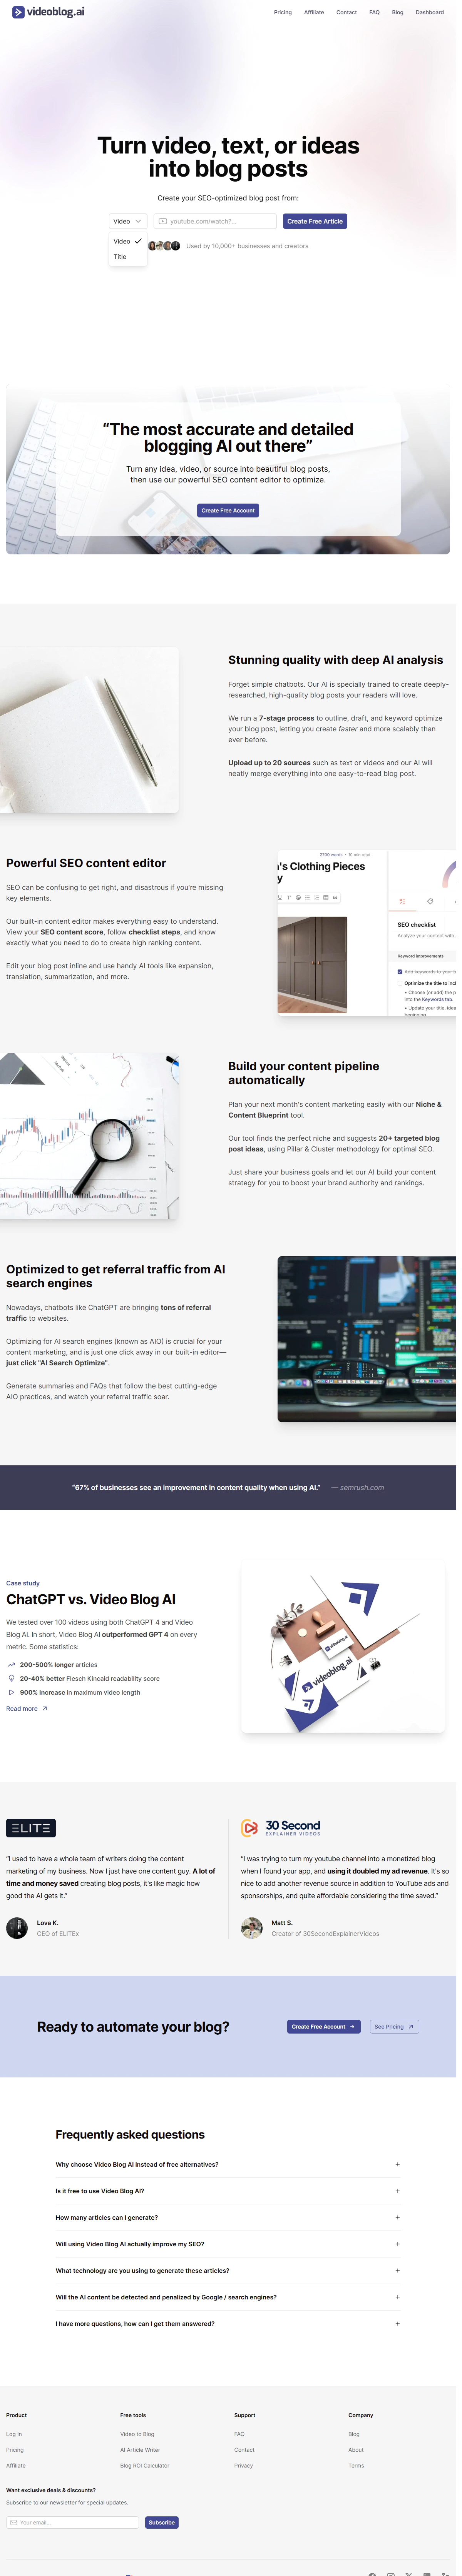 videoblog.ai
Pricing
Affiliate
Contact
FAQ
Blog
Dashboard
Turn video, text, or ideas
into blog posts
Create your SEO-optimized blog post from:
Video
youtube.com/watch?...
Create Free Article
Video
Title
Used by 10,000+ businesses and creators
“The most accurate and detailed
blogging AI out there”
Turn any idea, video, or source into beautiful blog posts,
then use our powerful SEO content editor to optimize.
Create Free Account
Stunning quality with deep AI analysis
Forget simple chatbots. Our AI is specially trained to create deeply-
researched, high-quality blog posts your readers will love.
We run a 7-stage process to outline, draft, and keyword optimize
your blog post, letting you create faster and more scalably than
ever before.
Upload up to 20 sources such as text or videos and our AI will
neatly merge everything into one easy-to-read blog post.
Powerful SEO content editor
SEO can be confusing to get right, and disastrous if you're missing
key elements.
Our built-in content editor makes everything easy to understand.
View your SEO content score, follow checklist steps, and know
exactly what you need to do to create high ranking content.
Edit your blog post inline and use handy AI tools like expansion,
translation, summarization, and more.
2700 words • 10 min read
's Clothing Pieces
y
SEO checklist
Analyze your content with
Keyword improvements
Add keywords to your
Optimize the title to incl
• Choose (or add) the p
into the Keywords tab.
• Update your title, idea
beginning.
Build your content pipeline
automatically
Plan your next month's content marketing easily with our Niche &
Content Blueprint tool.
Our tool finds the perfect niche and suggests 20+ targeted blog
post ideas, using Pillar & Cluster methodology for optimal SEO.
Just share your business goals and let our AI build your content
strategy for you to boost your brand authority and rankings.
Optimized to get referral traffic from AI
search engines
Nowadays, chatbots like ChatGPT are bringing tons of referral
traffic to websites.
Optimizing for AI search engines (known as AIO) is crucial for your
content marketing, and is just one click away in our built-in editor—
just click "AI Search Optimize".
Generate summaries and FAQs that follow the best cutting-edge
AIO practices, and watch your referral traffic soar.
"67% of businesses see an improvement in content quality when using AI."
— semrush.com
Case study
ChatGPT vs. Video Blog AI
We tested over 100 videos using both ChatGPT 4 and Video
Blog AI. In short, Video Blog AI outperformed GPT 4 on every
metric. Some statistics:
200-500% longer articles
20-40% better Flesch Kincaid readability score
900% increase in maximum video length
Read more
videoblog.ai
videoblog.ai
ELITE
"I used to have a whole team of writers doing the content
marketing of my business. Now I just have one content guy. A lot of
time and money saved creating blog posts, it's like magic how
good the AI gets it."
Lova K.
CEO of ELITEx
30 Second
EXPLAINER VIDEOS
"I was trying to turn my youtube channel into a monetized blog
when I found your app, and using it doubled my ad revenue. It's so
nice to add another revenue source in addition to YouTube ads and
sponsorships, and quite affordable considering the time saved."
Matt S.
Creator of 30SecondExplainerVideos
Ready to automate your blog?
Create Free Account
See Pricing
Frequently asked questions
Why choose Video Blog AI instead of free alternatives?
Is it free to use Video Blog AI?
How many articles can I generate?
Will using Video Blog AI actually improve my SEO?
What technology are you using to generate these articles?
Will the AI content be detected and penalized by Google / search engines?
I have more questions, how can I get them answered?
Product
Log In
Pricing
Affiliate
Free tools
Video to Blog
AI Article Writer
Blog ROI Calculator
Support
FAQ
Contact
Privacy
Company
Blog
About
Terms
Want exclusive deals & discounts?
Subscribe to our newsletter for special updates.
Your email...
Subscribe